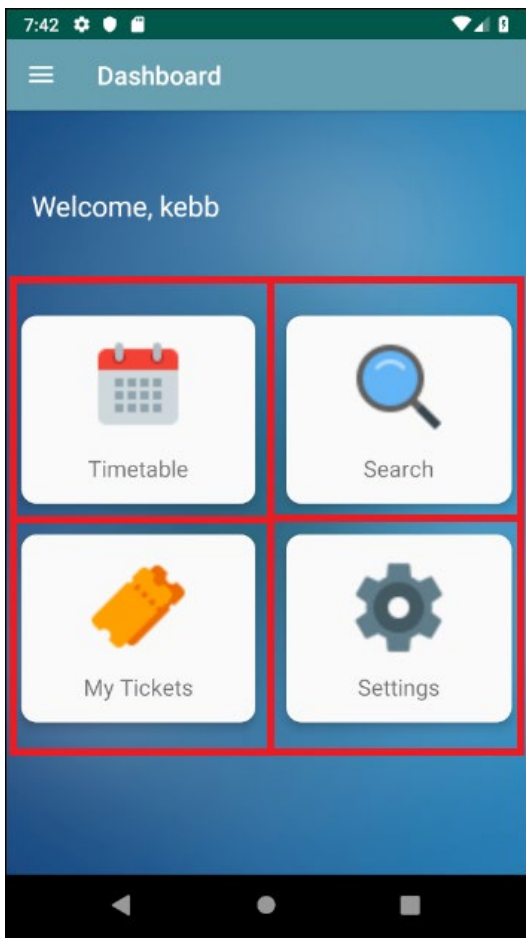 7:42
Dashboard
Welcome, kebb
Timetable
Search
My Tickets
Settings